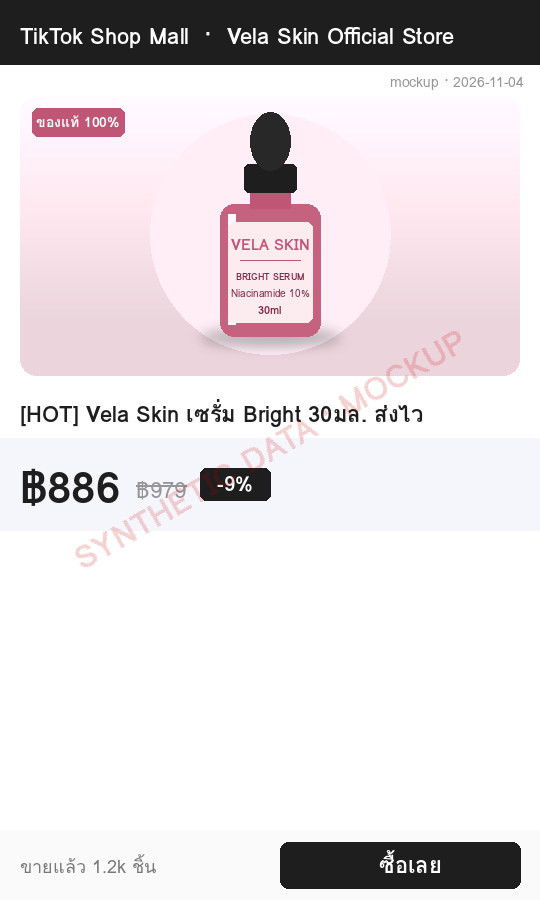 TikTok Shop Mall · Vela Skin Official Store
mockup · 2026-11-04
ของแท้ 100%
VELA SKIN
BRIGHT SERUM
Niacinamide 10%
30ml
[HOT] Vela Skin เซรั่ม Bright 30มล. ส่งไว
฿886 ฿979 -9%
SYNTHETIC DATA · MOCKUP
ขายแล้ว 1.2k ชิ้น
ซื้อเลย